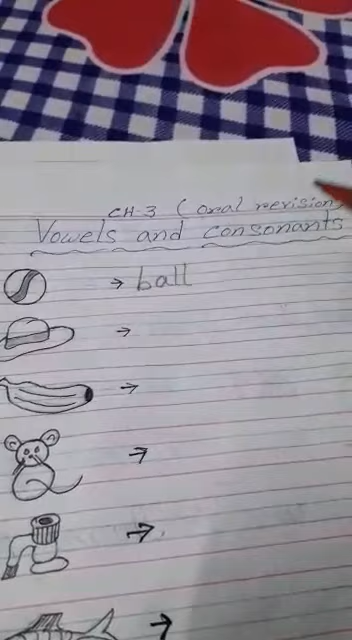 CH-3 (Oral revision)
Vowels and consonants
→ ball
→
→
→
→
→